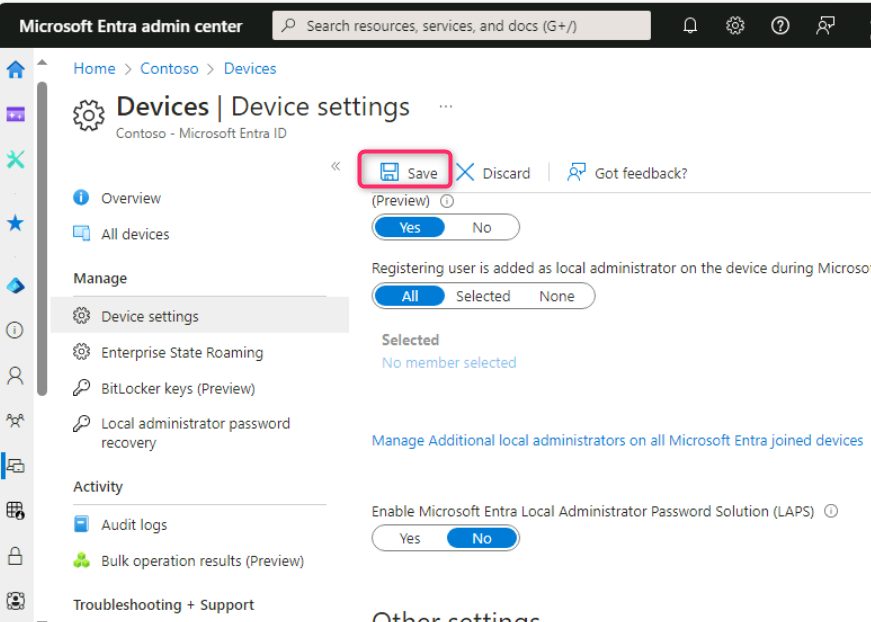 Microsoft Entra admin center
Search resources, services, and docs (G+/)
Home > Contoso > Devices
Devices | Device settings ...
Contoso - Microsoft Entra ID
«
Overview
All devices
Manage
Device settings
Enterprise State Roaming
BitLocker keys (Preview)
Local administrator password
recovery
Activity
Audit logs
Bulk operation results (Preview)
Troubleshooting + Support
Save
Discard
Got feedback?
(Preview)
Yes No
Registering user is added as local administrator on the device during
All Selected None
Selected
No member selected
Manage Additional local administrators on all Microsoft Entra joined devices
Enable Microsoft Entra Local Administrator Password Solution (LAPS)
Yes No
Other settings